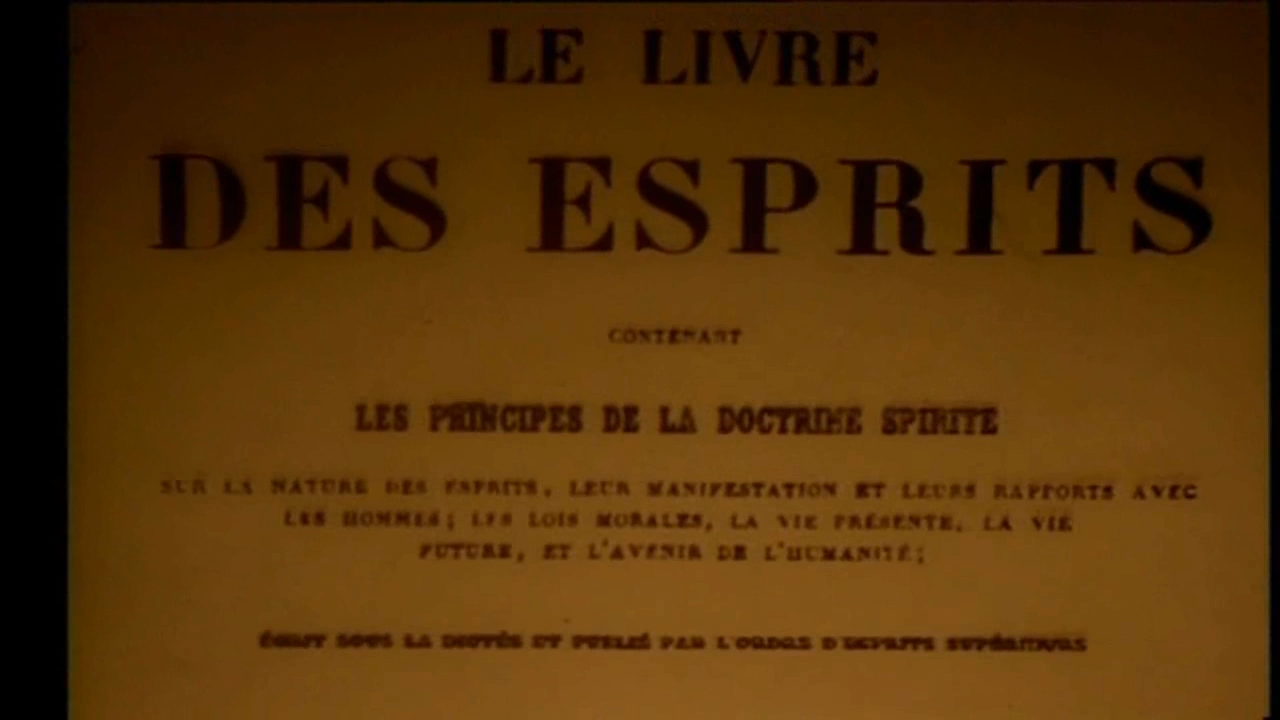 LE LIVRE
DES ESPRITS
CONTENANT
LES PRINCIPES DE LA DOCTRINE SPIRITE
SUR LA NATURE DES ESPRITS, LEUR MANIFESTATION ET LEURS RAPPORTS AVEC
LES HOMMES; LES LOIS MORALES, LA VIE PRÉSENTE, LA VIE
FUTURE, ET L'AVENIR DE L'HUMANITÉ;
ÉCRIT SOUS LA DICTÉE ET PUBLIÉ PAR L'ORDRE D'ESPRITS SUPÉRIEURS